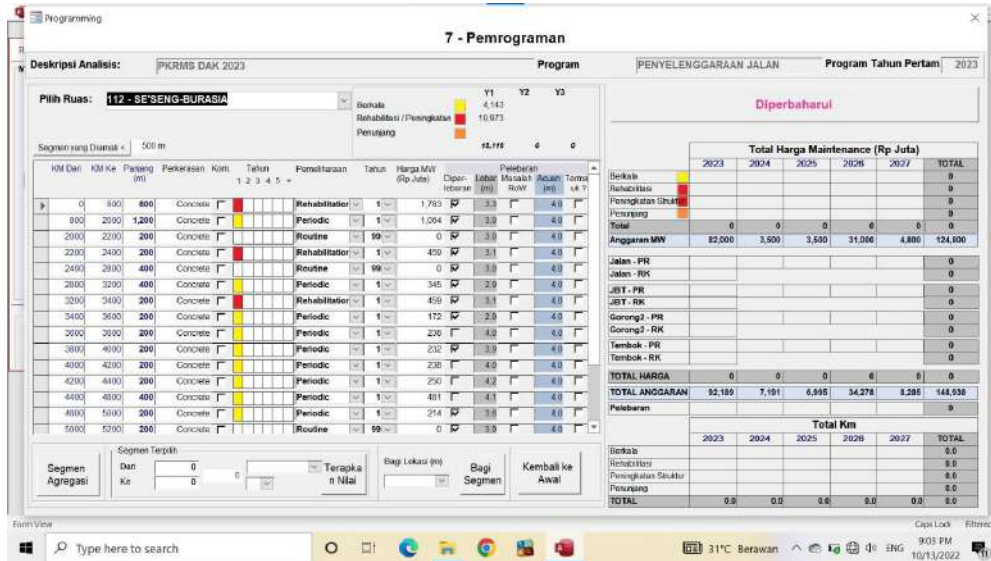 Programming
7 - Pemrograman
Deskripsi Analisis: PKRMS DAK 2023 Program PENYELENGGARAAN JALAN Program Tahun Pertam 2023
Pilih Ruas: 112 - SE'SENG-BURASIA
Y1 Y2 Y3
Berkala 4,143
Rehabilitasi / Peningkatan 10,973
Penunjang
0 0
Segmen yang Diamati < 500 m
Diperbaharui
KM Dari KM Ke Panjang (m) Perkerasan Kom. Tahun 1 2 3 4 5 + Pemeliharaan Tahun Harga MW (Rp Juta) Diper-lebaran Pelebaran Lebar (m) Masalah RoW Acuan (m) Terma uk ?
0 800 800 Concrete Rehabilitation 1 1,783 3.3 4.0
800 2000 1,200 Concrete Periodic 1 1,064 3.0 4.0
2000 2200 200 Concrete Routine 99 0 3.0 4.0
2200 2400 200 Concrete Rehabilitation 1 459 3.1 4.0
2400 2800 400 Concrete Routine 99 0 3.0 4.0
2800 3200 400 Concrete Periodic 1 345 2.9 4.0
3200 3400 200 Concrete Rehabilitation 1 459 3.1 4.0
3400 3600 200 Concrete Periodic 1 172 2.9 4.0
3600 3800 200 Concrete Periodic 1 238 4.0 4.0
3800 4000 200 Concrete Periodic 1 232 3.9 4.0
4000 4200 200 Concrete Periodic 1 238 4.0 4.0
4200 4400 200 Concrete Periodic 1 250 4.2 4.0
4400 4800 400 Concrete Periodic 1 481 4.1 4.0
4800 5000 200 Concrete Periodic 1 214 3.6 4.0
5000 5200 200 Concrete Routine 99 0 3.0 4.0
Segmen Agregasi
Segmen Terpilih
Dari 0
Ke 0
0
Terapka n Nilai
Bagi Lokasi (m)
Bagi Segmen
Kembali ke Awal
Total Harga Maintenance (Rp Juta)
2023 2024 2025 2026 2027 TOTAL
Berkala 0
Rehabilitasi 0
Peningkatan Struktur 0
Penunjang 0
Total 0 0 0 0 0 0
Anggaran MW 82,000 3,500 3,500 31,000 4,800 124,800
Jalan - PR 0
Jalan - RK 0
JBT - PR 0
JBT - RK 0
Gorong2 - PR 0
Gorong2 - RK 0
Tembok - PR 0
Tembok - RK 0
TOTAL HARGA 0 0 0 0 0 0
TOTAL ANGGARAN 92,189 7,191 6,995 34,278 8,285 148,938
Pelebaran 0
Total Km
2023 2024 2025 2026 2027 TOTAL
Berkala 0.0
Rehabilitasi 0.0
Peningkatan Struktur 0.0
Penunjang 0.0
TOTAL 0.0 0.0 0.0 0.0 0.0 0.0
Form View Caps Lock Filtered
Type here to search
31°C Berawan ENG 9:03 PM
10/13/2022